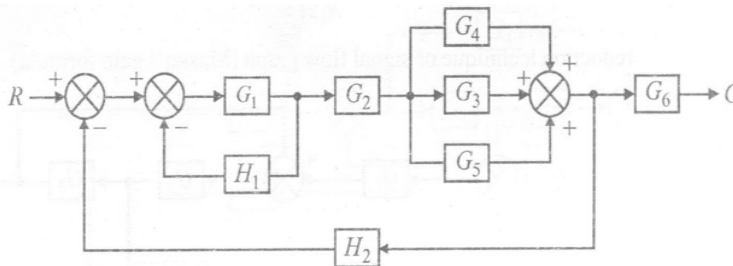 G₄
R + + G₁ G₂ G₃ + + G₆ C
− − +
H₁ G₅
H₂